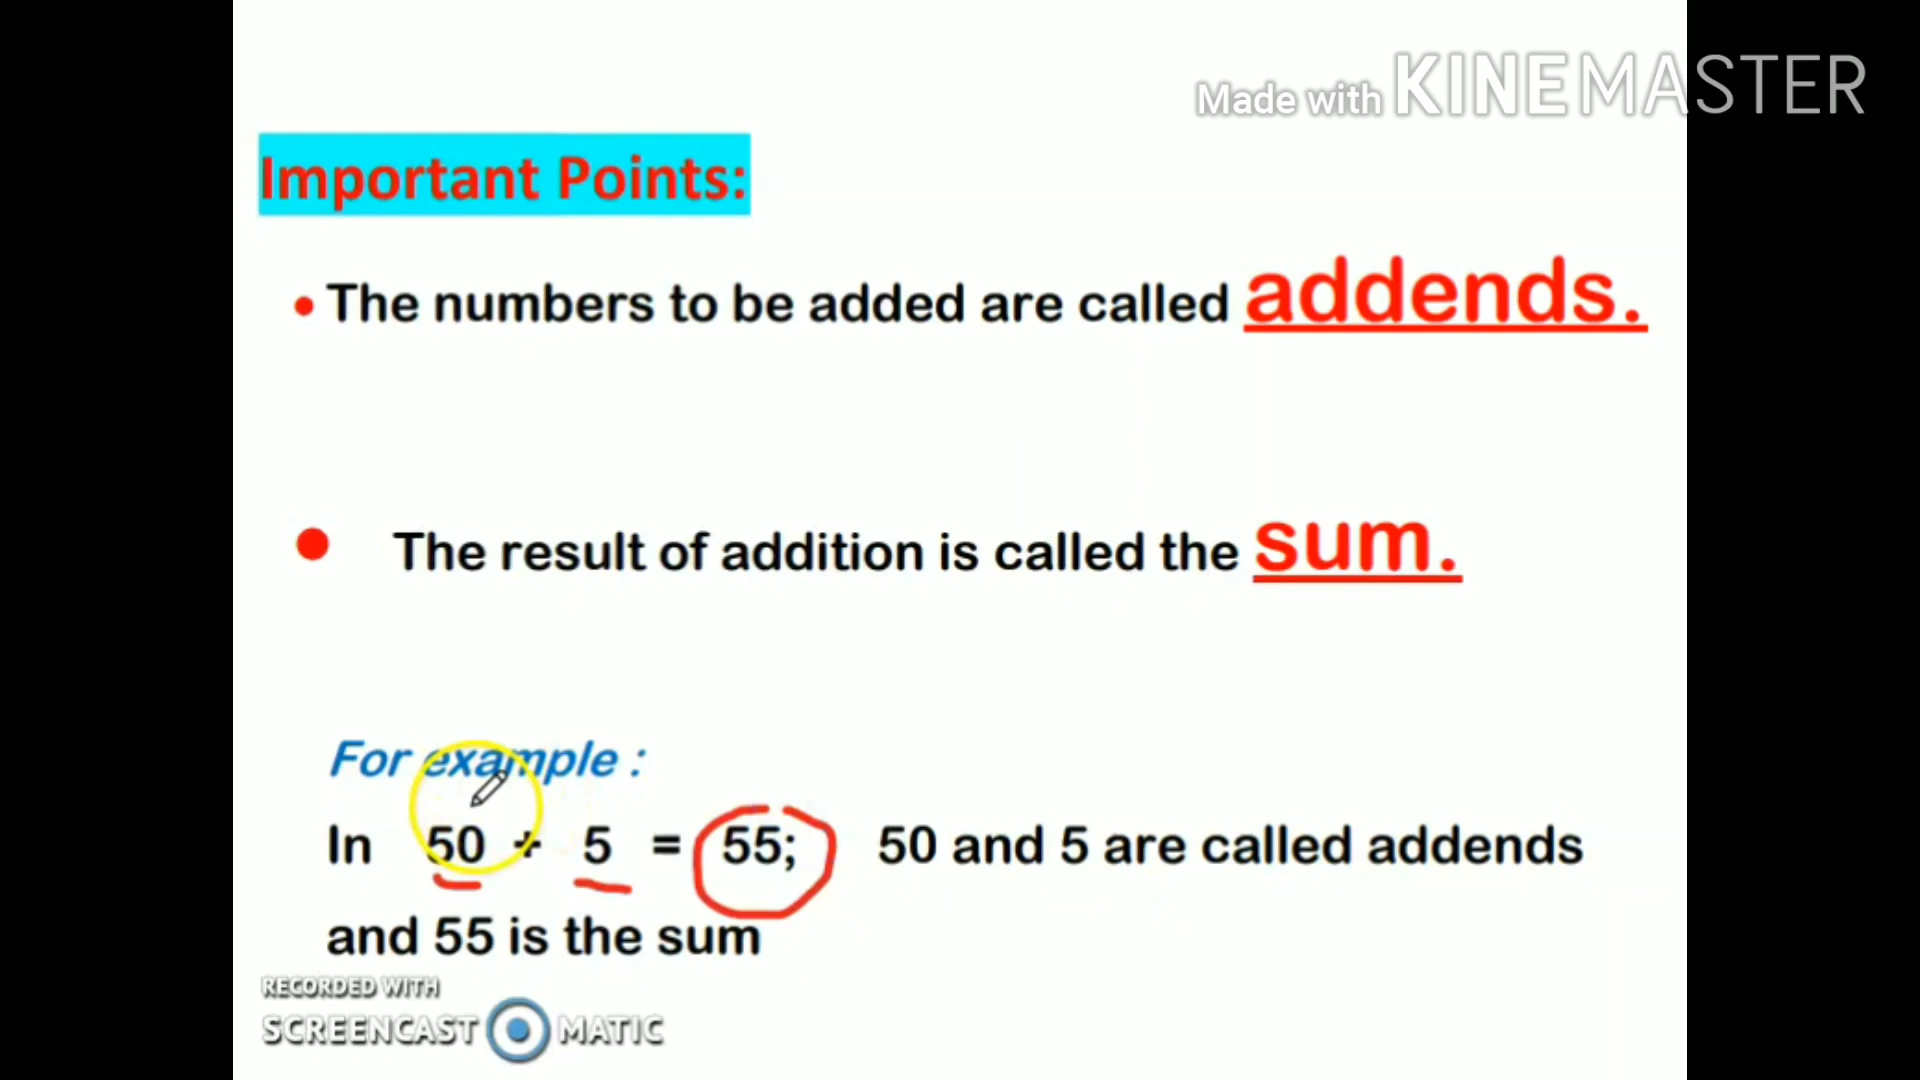 Made with KINEMASTER
Important Points:
• The numbers to be added are called addends.
• The result of addition is called the sum.
For example :
In 50 + 5 = 55; 50 and 5 are called addends
and 55 is the sum
RECORDED WITH
SCREENCAST MATIC